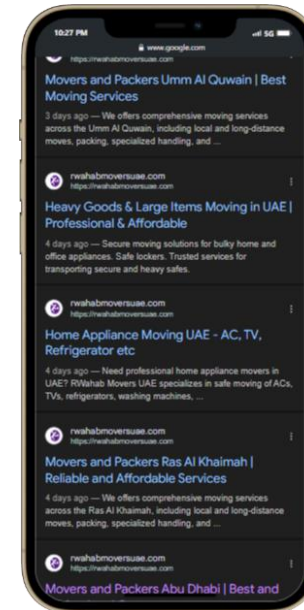 10:27 PM
5G
www.google.com
https://rwahabmoversuae.com
Movers and Packers Umm Al Quwain | Best
Moving Services
3 days ago — We offers comprehensive moving services
across the Umm Al Quwain, including local and long-distance
moves, packing, specialized handling, and ...
rwahabmoversuae.com
https://rwahabmoversuae.com
Heavy Goods & Large Items Moving in UAE |
Professional & Affordable
4 days ago — Secure moving solutions for bulky home and
office appliances. Safe lockers. Trusted services for
transporting secure and heavy safes.
rwahabmoversuae.com
https://rwahabmoversuae.com
Home Appliance Moving UAE - AC, TV,
Refrigerator etc
4 days ago — Need professional home appliance movers in
UAE? RWahab Movers UAE specializes in safe moving of ACs,
TVs, refrigerators, washing machines, ...
rwahabmoversuae.com
https://rwahabmoversuae.com
Movers and Packers Ras Al Khaimah |
Reliable and Affordable Services
4 days ago — We offers comprehensive moving services
across the Ras Al Khaimah, including local and long-distance
moves, packing, specialized handling, and ...
rwahabmoversuae.com
https://rwahabmoversuae.com
Movers and Packers Abu Dhabi | Best and